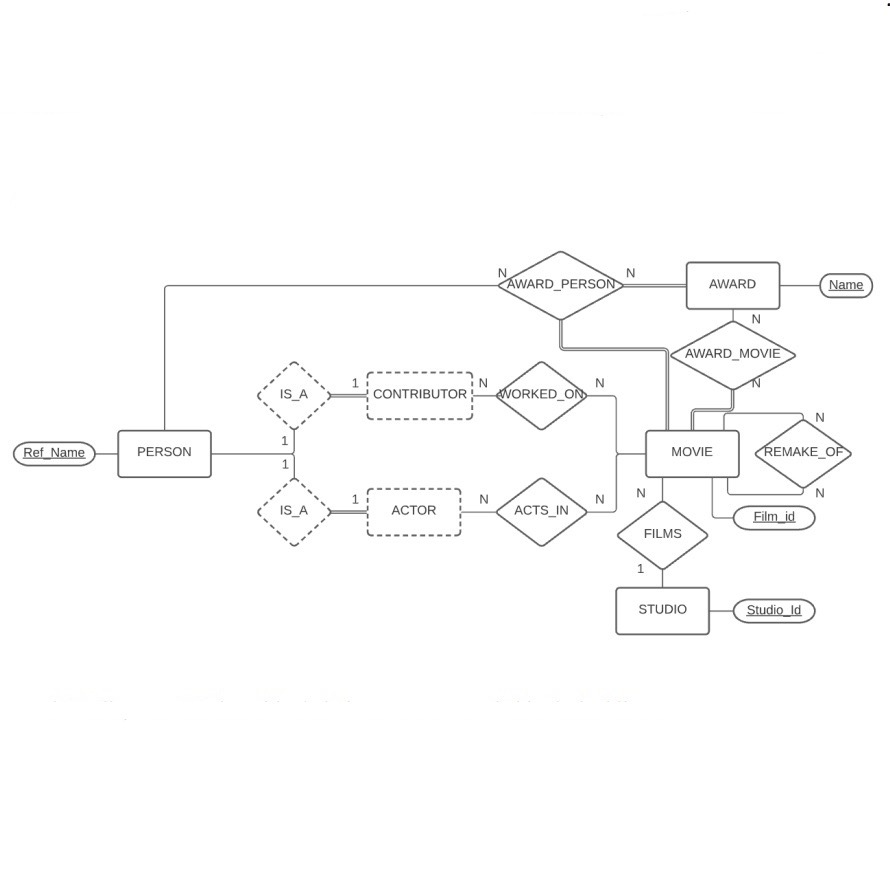 N
N
AWARD_PERSON
AWARD
Name
N
AWARD_MOVIE
N
IS_A
1
CONTRIBUTOR
N
WORKED_ON
N
1
Ref_Name
PERSON
MOVIE
N
REMAKE_OF
N
1
IS_A
1
ACTOR
N
ACTS_IN
N
N
Film_id
FILMS
1
STUDIO
Studio_Id